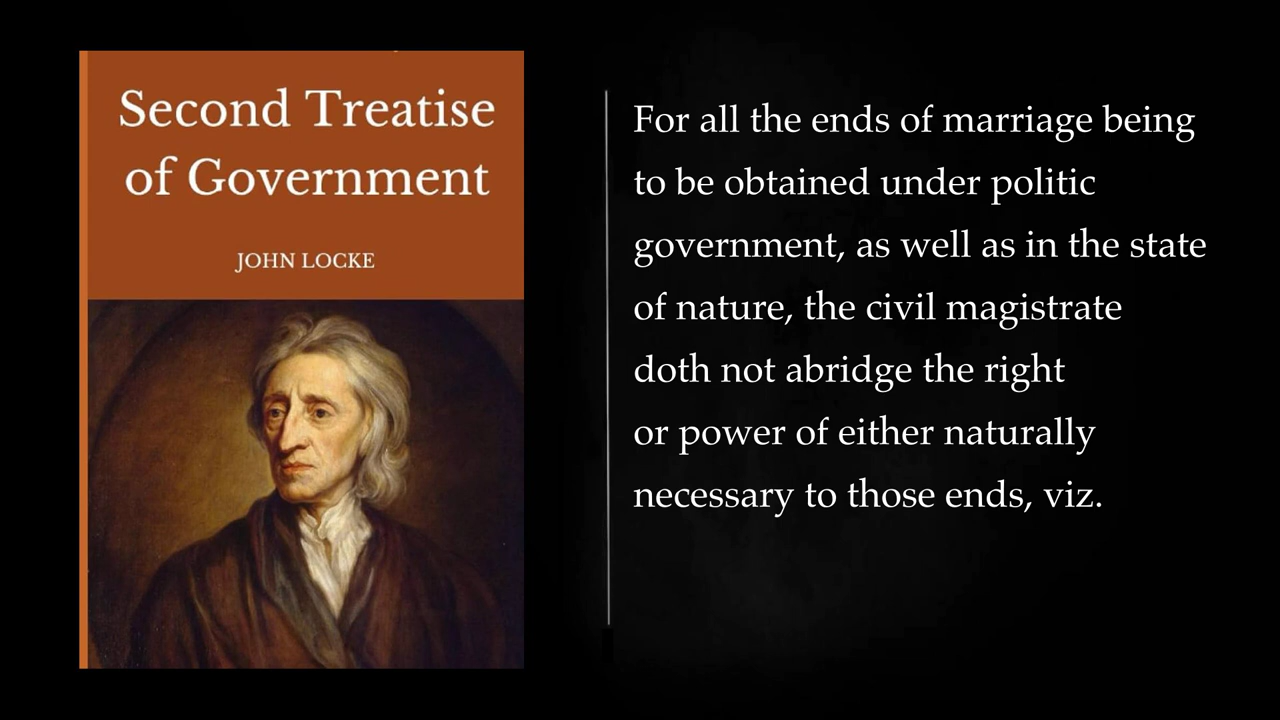 Second Treatise
of Government
JOHN LOCKE
For all the ends of marriage being
to be obtained under politic
government, as well as in the state
of nature, the civil magistrate
doth not abridge the right
or power of either naturally
necessary to those ends, viz.